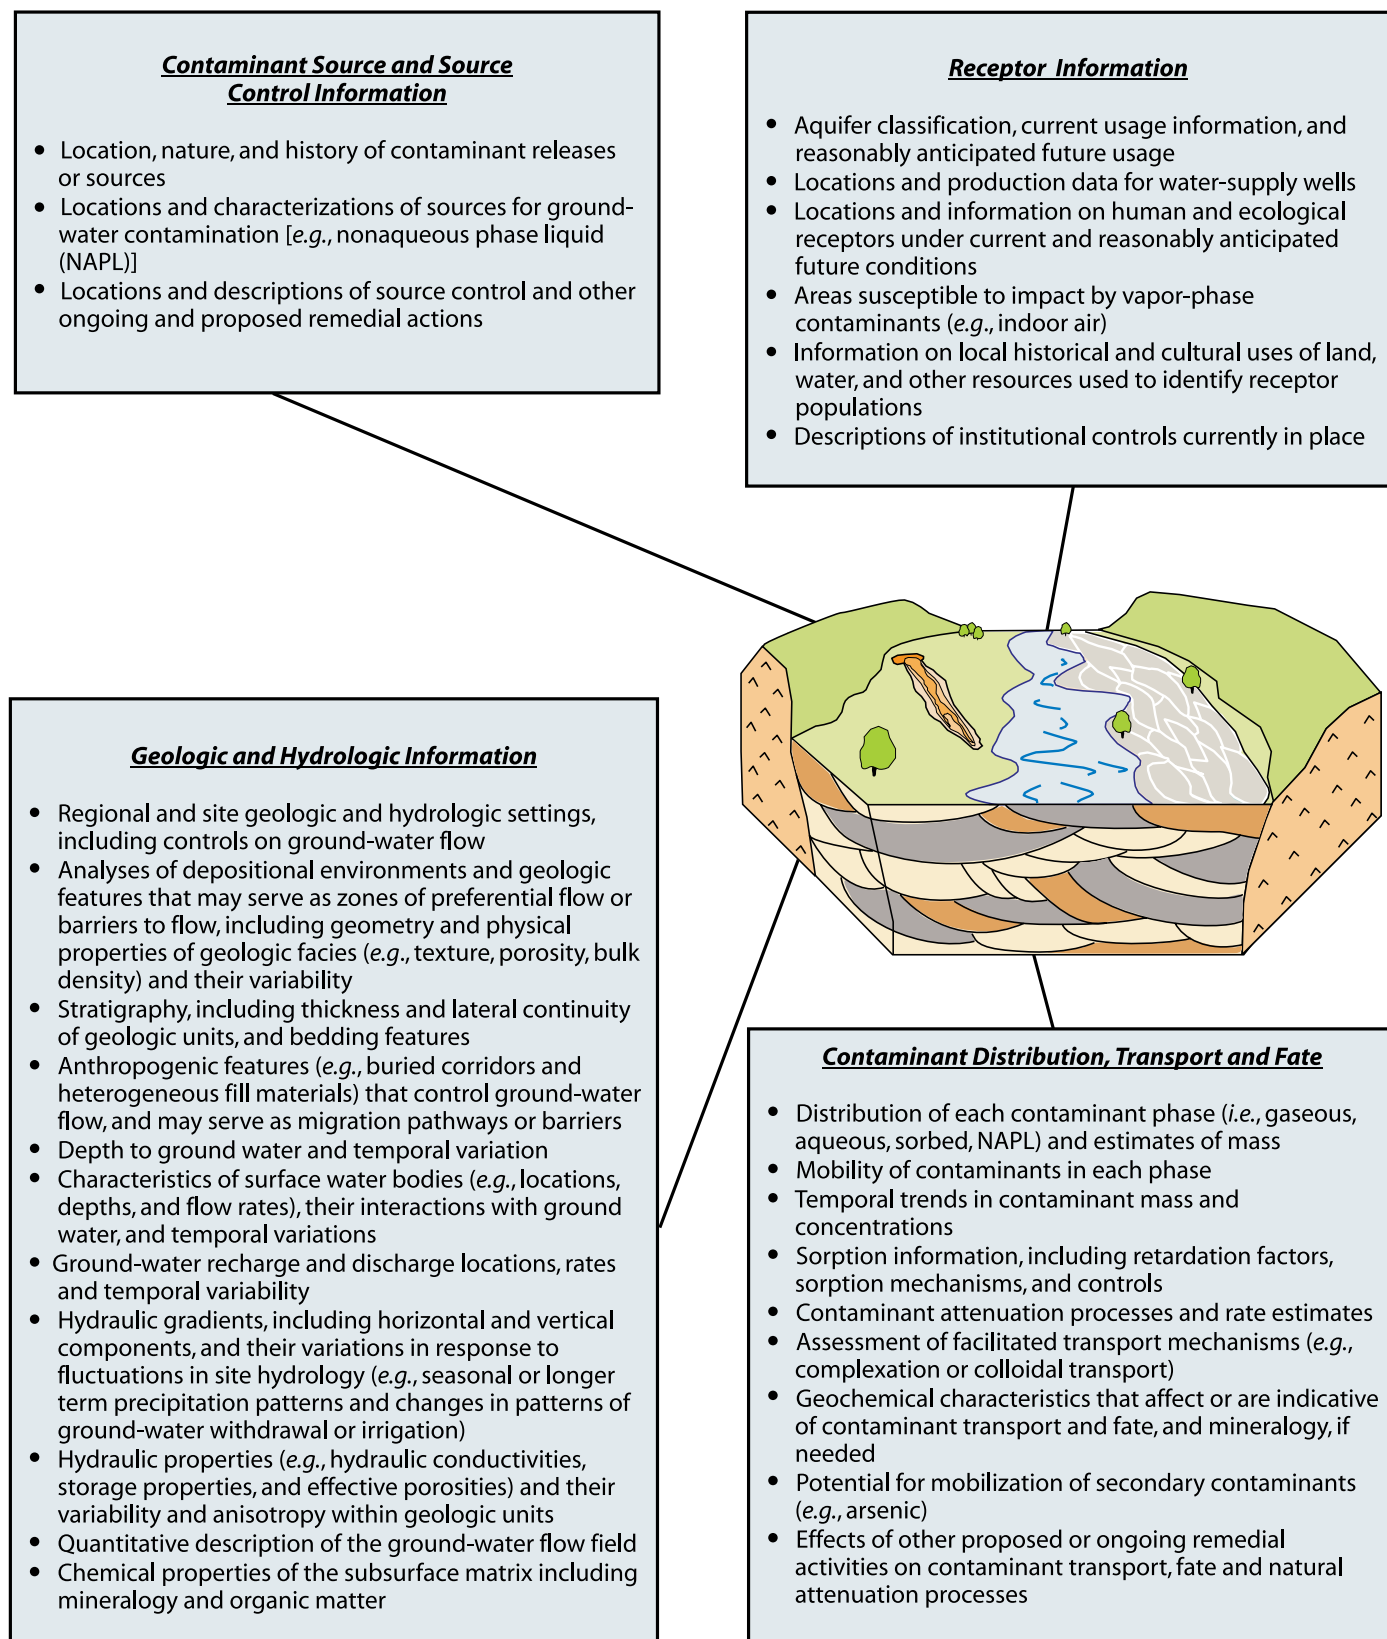 Contaminant Source and Source
Control Information
• Location, nature, and history of contaminant releases
or sources
• Locations and characterizations of sources for ground-
water contamination [e.g., nonaqueous phase liquid
(NAPL)]
• Locations and descriptions of source control and other
ongoing and proposed remedial actions
Receptor Information
• Aquifer classification, current usage information, and
reasonably anticipated future usage
• Locations and production data for water-supply wells
• Locations and information on human and ecological
receptors under current and reasonably anticipated
future conditions
• Areas susceptible to impact by vapor-phase
contaminants (e.g., indoor air)
• Information on local historical and cultural uses of land,
water, and other resources used to identify receptor
populations
• Descriptions of institutional controls currently in place
Geologic and Hydrologic Information
• Regional and site geologic and hydrologic settings,
including controls on ground-water flow
• Analyses of depositional environments and geologic
features that may serve as zones of preferential flow or
barriers to flow, including geometry and physical
properties of geologic facies (e.g., texture, porosity, bulk
density) and their variability
• Stratigraphy, including thickness and lateral continuity
of geologic units, and bedding features
• Anthropogenic features (e.g., buried corridors and
heterogeneous fill materials) that control ground-water
flow, and may serve as migration pathways or barriers
• Depth to ground water and temporal variation
• Characteristics of surface water bodies (e.g., locations,
depths, and flow rates), their interactions with ground
water, and temporal variations
• Ground-water recharge and discharge locations, rates
and temporal variability
• Hydraulic gradients, including horizontal and vertical
components, and their variations in response to
fluctuations in site hydrology (e.g., seasonal or longer
term precipitation patterns and changes in patterns of
ground-water withdrawal or irrigation)
• Hydraulic properties (e.g., hydraulic conductivities,
storage properties, and effective porosities) and their
variability and anisotropy within geologic units
• Quantitative description of the ground-water flow field
• Chemical properties of the subsurface matrix including
mineralogy and organic matter
Contaminant Distribution, Transport and Fate
• Distribution of each contaminant phase (i.e., gaseous,
aqueous, sorbed, NAPL) and estimates of mass
• Mobility of contaminants in each phase
• Temporal trends in contaminant mass and
concentrations
• Sorption information, including retardation factors,
sorption mechanisms, and controls
• Contaminant attenuation processes and rate estimates
• Assessment of facilitated transport mechanisms (e.g.,
complexation or colloidal transport)
• Geochemical characteristics that affect or are indicative
of contaminant transport and fate, and mineralogy, if
needed
• Potential for mobilization of secondary contaminants
(e.g., arsenic)
• Effects of other proposed or ongoing remedial
activities on contaminant transport, fate and natural
attenuation processes